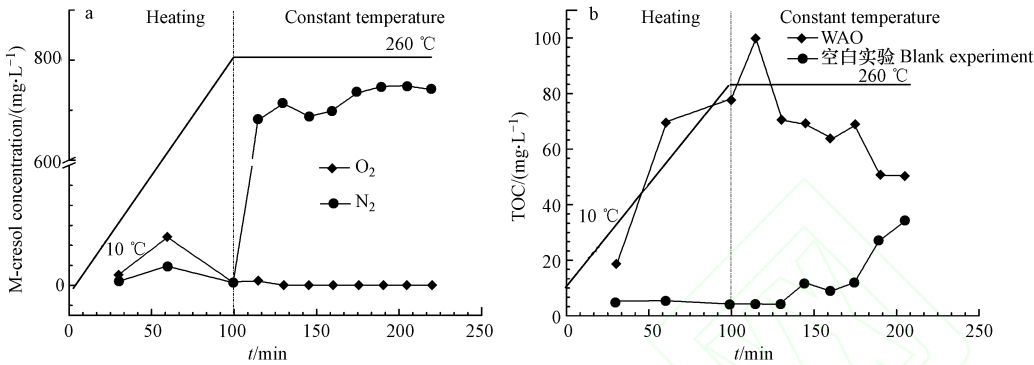 a
Heating
Constant temperature
260 ℃
800
600
0
M-cresol concentration/(mg·L⁻¹)
10 ℃
O₂
N₂
0
50
100
150
200
250
t/min
b
Heating
Constant temperature
WAO
空白实验 Blank experiment
260 ℃
100
80
60
40
20
0
TOC/(mg·L⁻¹)
10 ℃
0
50
100
150
200
250
t/min